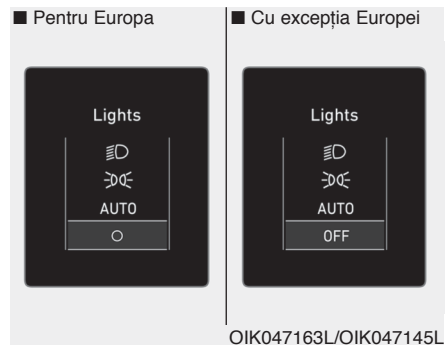 ■ Pentru Europa
Lights
AUTO
■ Cu excepția Europei
Lights
AUTO
OFF
OIK047163L/OIK047145L